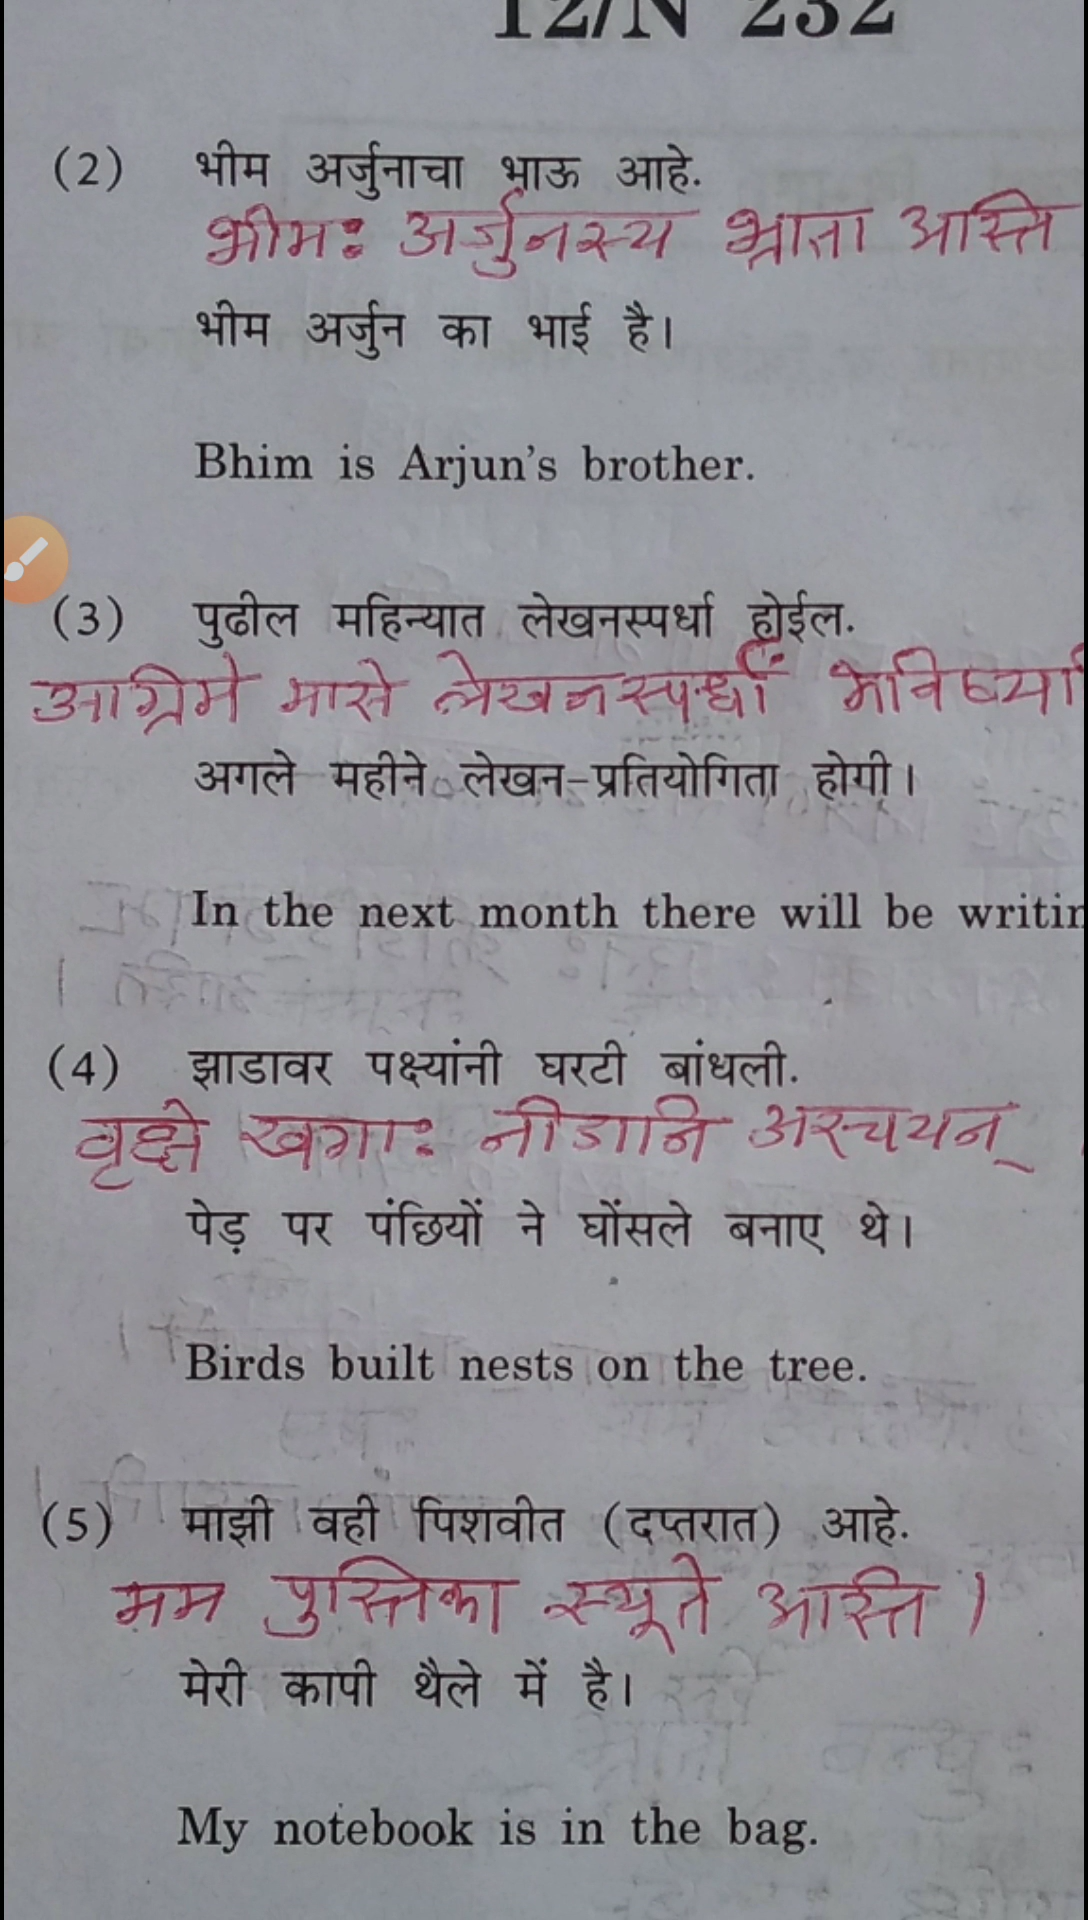 12/N 232
(2) भीम अर्जुनाचा भाऊ आहे.
भीमः अर्जुनस्य भ्राता अस्ति
भीम अर्जुन का भाई है।
Bhim is Arjun's brother.
(3) पुढील महिन्यात लेखनस्पर्धा होईल.
अग्रिमे मासे लेखनस्पर्धा
अगले महीने लेखन-प्रतियोगिता होगी।
In the next month there will be
(4) झाडावर पक्ष्यांनी घरटी बांधली.
वृक्षे खगाः नीडानि अरचयन्
पेड़ पर पंछियों ने घोंसले बनाए थे।
Birds built nests on the tree.
(5) माझी वही पिशवीत (दप्तरात) आहे.
मम पुस्तिका स्यूते अस्ति।
मेरी कापी थैले में है।
My notebook is in the bag.